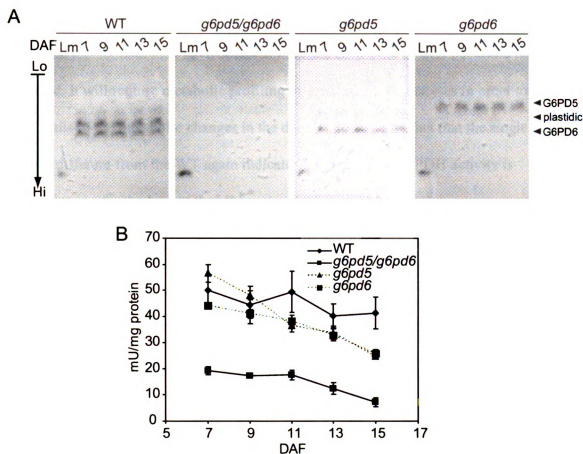 A
WT g6pd5/g6pd6 g6pd5 g6pd6
DAF Lm 7 9 11 13 15 Lm 7 9 11 13 15 Lm 7 9 11 13 15 Lm 7 9 11 13 15
Lo
G6PD5
plastidic
G6PD6
Hi
B
70
60
50
40
30
20
10
0
mU/mg protein
WT
g6pd5/g6pd6
g6pd5
g6pd6
5 7 9 11 13 15 17
DAF